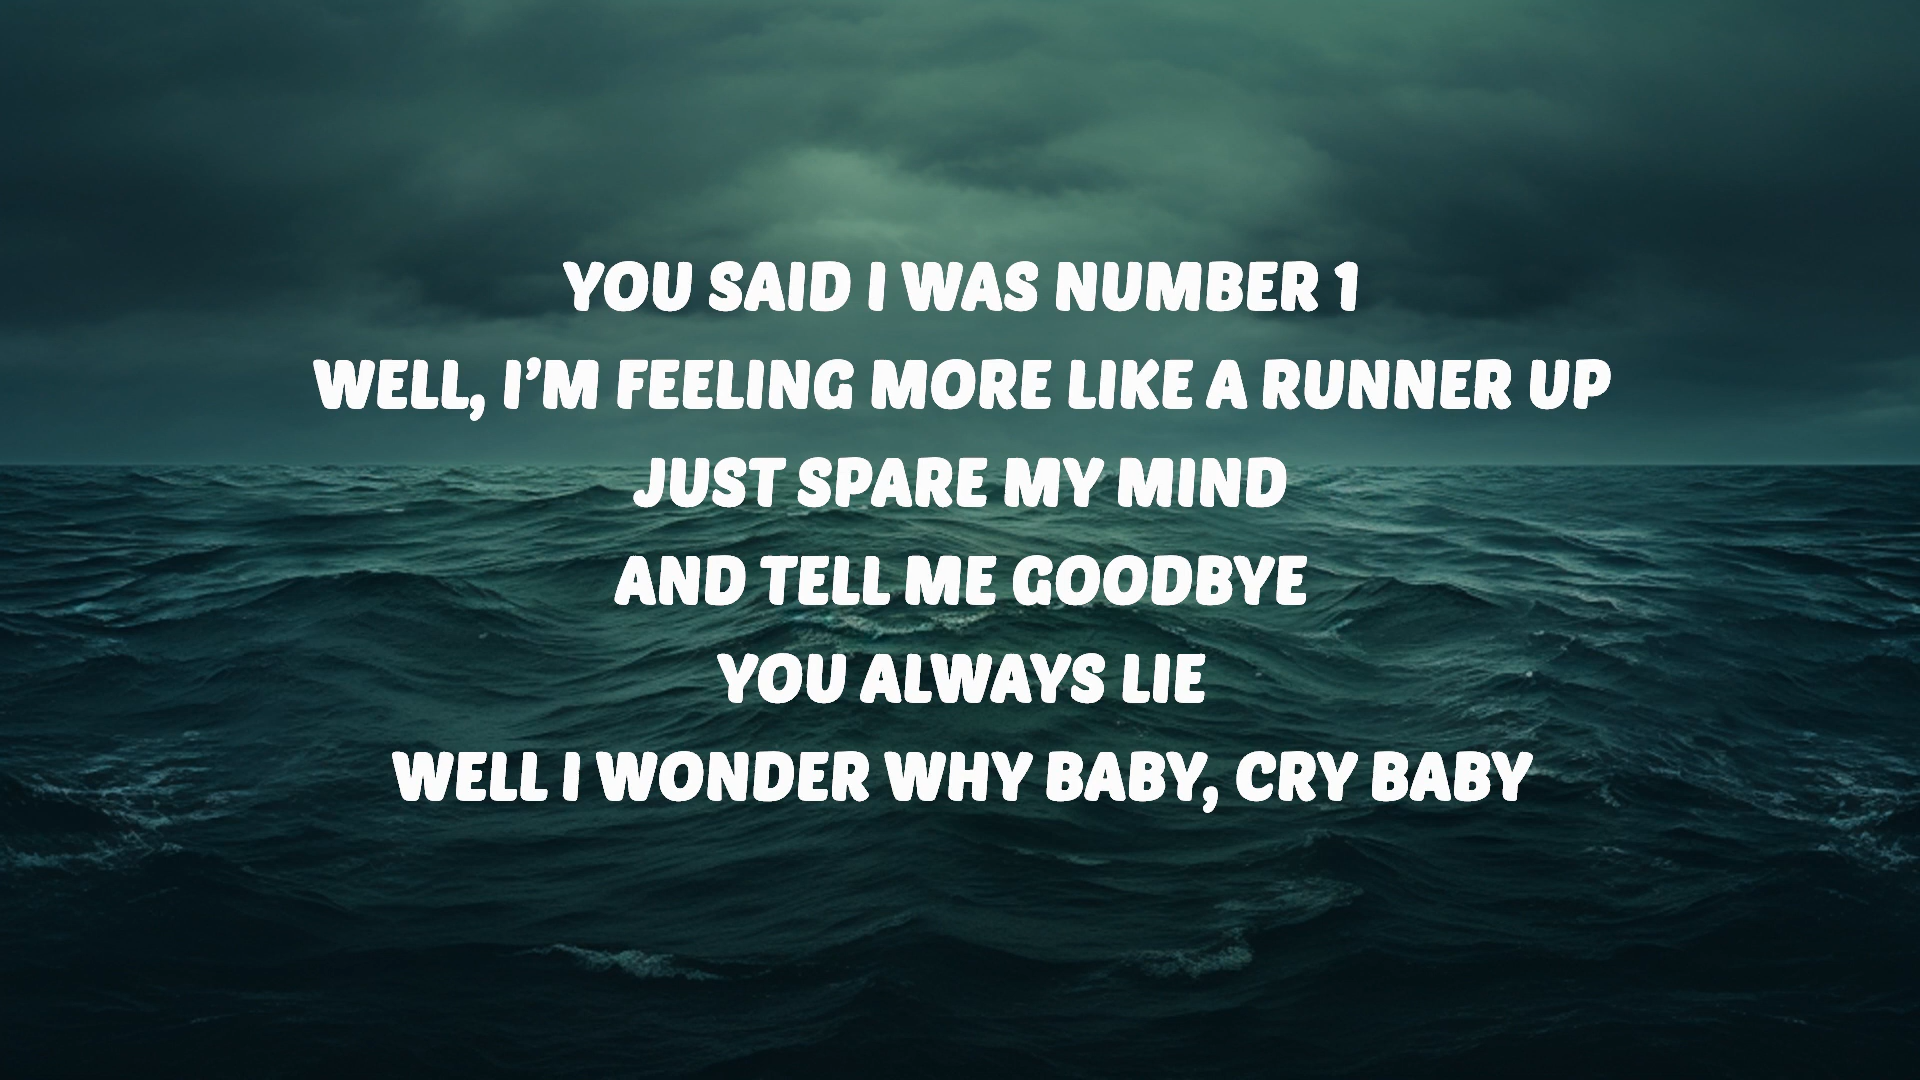 YOU SAID I WAS NUMBER 1
WELL, I’M FEELING MORE LIKE A RUNNER UP
JUST SPARE MY MIND
AND TELL ME GOODBYE
YOU ALWAYS LIE
WELL I WONDER WHY BABY, CRY BABY